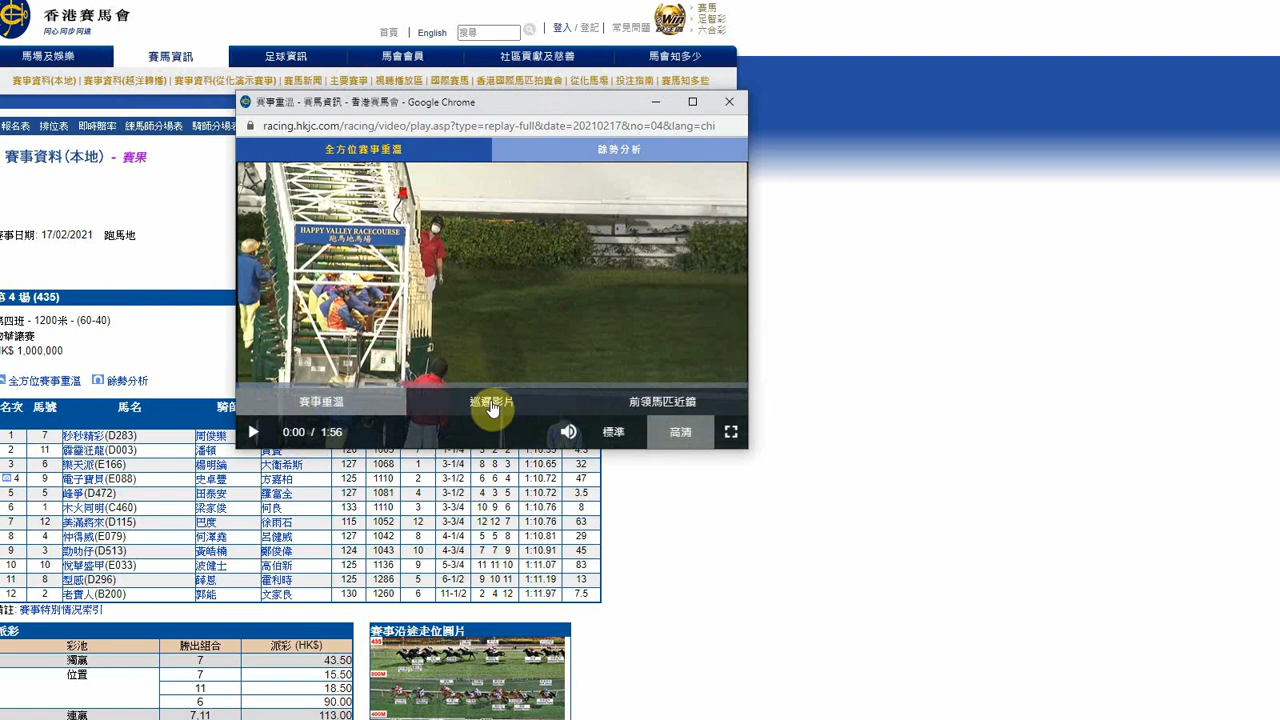 香港賽馬會
同心同步同進
首頁 | English
搜尋
登入 / 登記 | 常見問題
賽馬
足智彩
六合彩
馬場及娛樂 賽馬資訊 足球資訊 馬會會員 社區貢獻及慈善 馬會知多少
賽事資料(本地) | 賽事資料(越洋轉播) | 賽事資料(從化演示賽事) | 賽馬新聞 | 主要賽事 | 視聽播放區 | 國際賽馬 | 香港國際馬匹拍賣會 | 從化馬場 | 投注指南 | 賽馬知多些
賽事重溫 - 賽馬資訊 - 香港賽馬會 - Google Chrome
racing.hkjc.com/racing/video/play.asp?type=replay-full&date=20210217&no=04&lang=chi
報名表 排位表 即時賠率 練馬師分場表 騎師分場表
全方位賽事重溫 餘勢分析
賽事資料(本地) - 賽果
HAPPY VALLEY RACECOURSE
跑馬地馬場
賽事日期: 17/02/2021 跑馬地
第 4 場 (435)
第四班 - 1200米 - (60-40)
HK$ 1,000,000
全方位賽事重溫 餘勢分析
B
賽事重溫 巡邏影片 前領馬匹近鏡
0:00 / 1:56 標準 高清
名次 馬號 馬名 騎師
1 7 秒秒精彩(D283) 周俊樂
2 11 霹靂狂龍(D003) 潘頓
3 6 樂天派(E166) 楊明綸 大衛希斯 127 1068 1 3-1/4 8 8 3 1:10.65 32
4 9 電子寶貝(E088) 史卓豐 方嘉柏 125 1110 2 3-1/2 6 6 4 1:10.72 47
5 5 峰爭(D472) 田泰安 羅富全 127 1081 4 3-1/2 4 3 5 1:10.72 3.5
6 1 木火同明(C460) 梁家俊 何良 133 1110 3 3-3/4 10 9 6 1:10.76 8
7 12 美滿將來(D115) 巴度 徐雨石 115 1052 12 3-3/4 12 12 7 1:10.76 63
8 4 仲得威(E079) 何澤堯 呂健威 127 1042 8 4-1/4 5 5 8 1:10.81 29
9 3 勁叻仔(D513) 黃皓楠 鄭俊偉 124 1043 10 4-3/4 7 7 9 1:10.91 45
10 10 悅華盛甲(E033) 波健士 高伯新 125 1136 9 5-3/4 11 11 10 1:11.07 83
11 8 型感(D296) 薛恩 霍利時 125 1286 5 6-1/2 9 10 11 1:11.19 13
12 2 老實人(B200) 郭能 文家良 130 1260 6 11-1/2 2 4 12 1:11.97 7.5
備註: 賽事特別情況索引
派彩 賽事沿途走位圖片
彩池 勝出組合 派彩 (HK$)
獨贏 7 43.50
位置 7 15.50
11 18.50
6 90.00
連贏 7,11 113.00
800M
400M